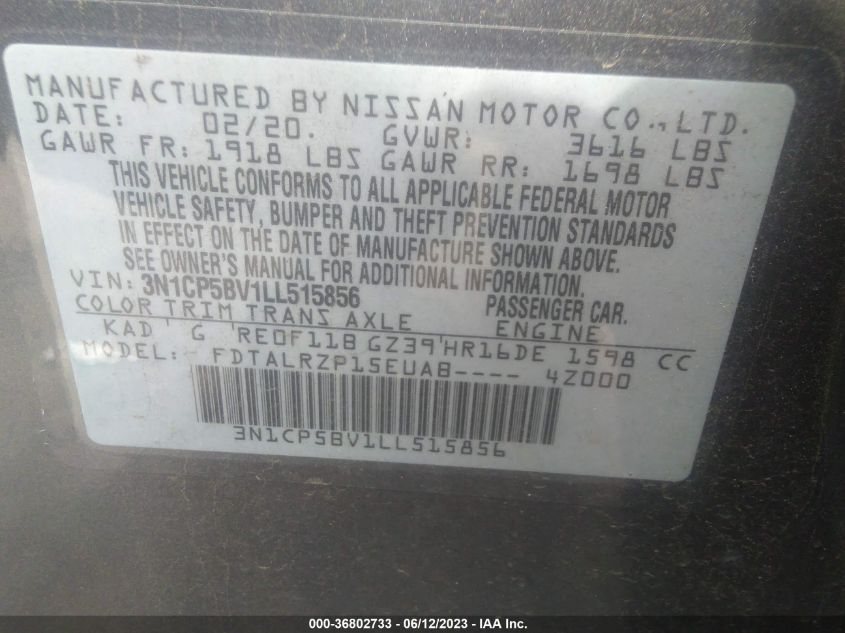 MANUFACTURED BY NISSAN MOTOR CO., LTD.
DATE: 02/20. GVWR: 3616 LBS
GAWR FR: 1918 LBS GAWR RR: 1698 LBS
THIS VEHICLE CONFORMS TO ALL APPLICABLE FEDERAL MOTOR
VEHICLE SAFETY, BUMPER AND THEFT PREVENTION STANDARDS
IN EFFECT ON THE DATE OF MANUFACTURE SHOWN ABOVE.
SEE OWNER'S MANUAL FOR ADDITIONAL INFORMATION.
VIN: 3N1CP5BV1LL515856 PASSENGER CAR.
COLOR TRIM TRANS AXLE ENGINE
KAD G RE0F11B GZ39 HR16DE 1598 CC
MODEL: FDTALRZP15EUAB---- 4Z000
3N1CP5BV1LL515856
000-36802733 - 06/12/2023 - IAA Inc.